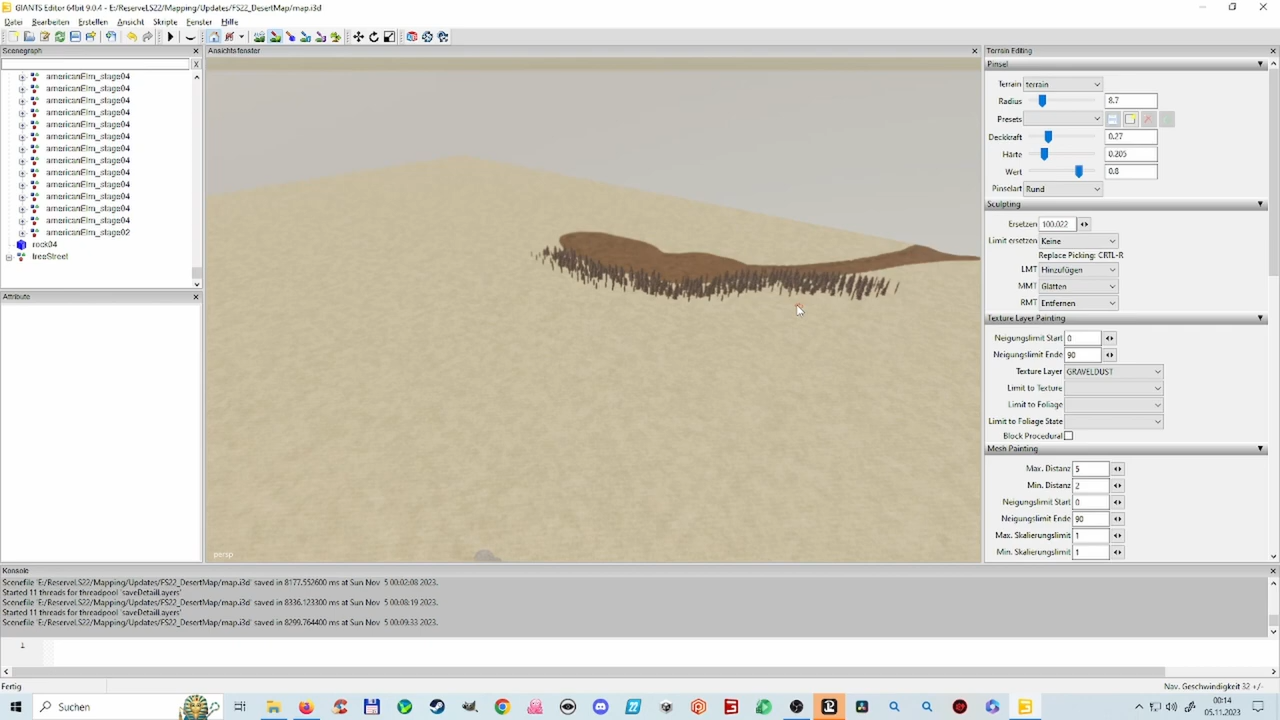 GIANTS Editor 64bit 9.0.4 - E:/ReserveLS22/Mapping/Updates/FS22_DesertMap/map.i3d
Datei Bearbeiten Erstellen Ansicht Skripte Fenster Hilfe
Scenegraph
X
americanElm_stage04
americanElm_stage04
americanElm_stage04
americanElm_stage04
americanElm_stage04
americanElm_stage04
americanElm_stage04
americanElm_stage04
americanElm_stage04
americanElm_stage04
americanElm_stage04
americanElm_stage04
americanElm_stage04
americanElm_stage02
rock04
treeStreet
Attribute
Ansichtsfenster
persp
Terrain Editing
Pinsel
Terrain terrain
Radius 8.7
Presets
Deckkraft 0.27
Härte 0.205
Wert 0.8
Pinselart Rund
Sculpting
Ersetzen 100.022
Limit ersetzen Keine
Replace Picking: CRTL-R
LMT Hinzufügen
MMT Glätten
RMT Entfernen
Texture Layer Painting
Neigungslimit Start 0
Neigungslimit Ende 90
Texture Layer GRAVELDUST
Limit to Texture
Limit to Foliage
Limit to Foliage State
Block Procedural
Mesh Painting
Max. Distanz 5
Min. Distanz 2
Neigungslimit Start 0
Neigungslimit Ende 90
Max. Skalierungslimit 1
Min. Skalierungslimit 1
Konsole
Scenefile 'E:/ReserveLS22/Mapping/Updates/FS22_DesertMap/map.i3d' saved in 8177.552600 ms at Sun Nov 5 00:02:08 2023.
Started 11 threads for threadpool 'saveDetailLayers'
Scenefile 'E:/ReserveLS22/Mapping/Updates/FS22_DesertMap/map.i3d' saved in 8336.123300 ms at Sun Nov 5 00:08:19 2023.
Started 11 threads for threadpool 'saveDetailLayers'
Scenefile 'E:/ReserveLS22/Mapping/Updates/FS22_DesertMap/map.i3d' saved in 8299.764400 ms at Sun Nov 5 00:09:33 2023.
1
Fertig
Nav. Geschwindigkeit 32 +/-
Suchen
00:14
05.11.2023